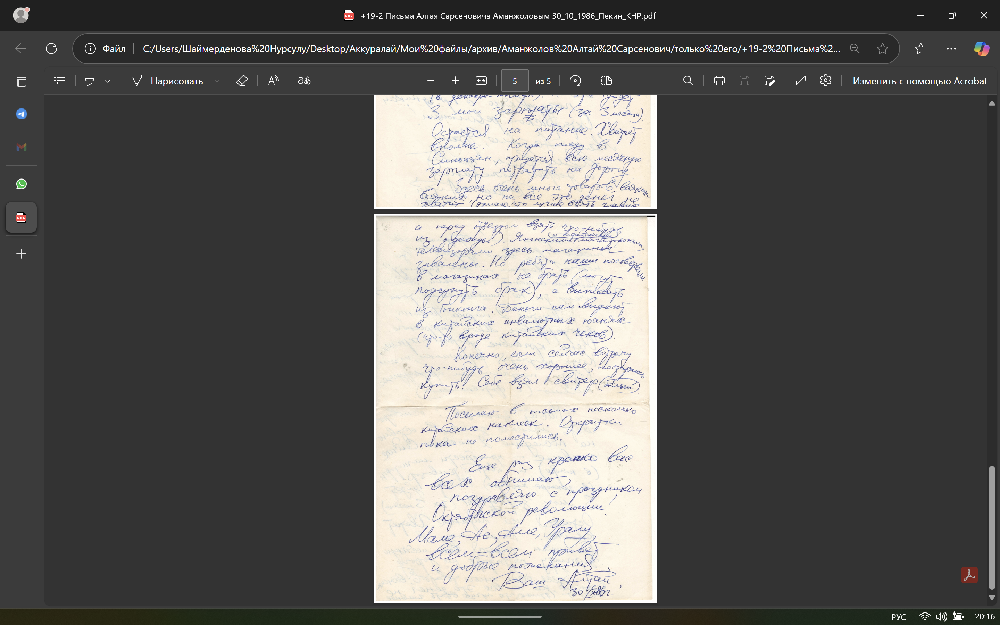 +19-2 Письма Алтая Сарсеновича Аманжоловым 30_10_1986_Пекин_КНР.pdf
Файл
C:/Users/Шаймерденова%20Нурсулу/Desktop/Аккуралай/Мои%20файлы/архив/Аманжолов%20Алтай%20Сарсенович/только%20его/+19-2%20Письма%2...
Нарисовать
5 из 5
Изменить с помощью Acrobat
(в декабре-январе).
3 мои зарплаты (за 3 месяца).
Остается на питание. Хватает
вполне. Когда поеду в
Синьцзян, придется всю месячную
зарплату потратить на дорогу
Здесь очень много товаров, всяких
всяких, но на все это денег не
хватит (думаю, что лучше взять главное
а перед отъездом взять что-нибудь
из одежды). Японскими (и китайскими) магнитофонами,
телевизорами здесь магазины
завалены. Но ребята наши посоветовали
в магазинах не брать (могут
подсунуть брак), а выписать
из Гонконга. Деньги нам выдают
в китайских инвалютных юанях
(что-то вроде китайских чеков).
Конечно, если сейчас встречу
что-нибудь очень хорошее, постараюсь
купить. Себе взял свитер (белый)
Посылаю в письмах несколько
китайских наклеек. Открытки
пока не поместились.
Еще раз крепко вас
всех обнимаю,
поздравляю с праздником
Октябрьской революции!
Маме, Ае, Алле, Уралу,
всем-всем привет
и добрые пожелания,
Ваш Алтай,
30/X-86г.
РУС
20:16